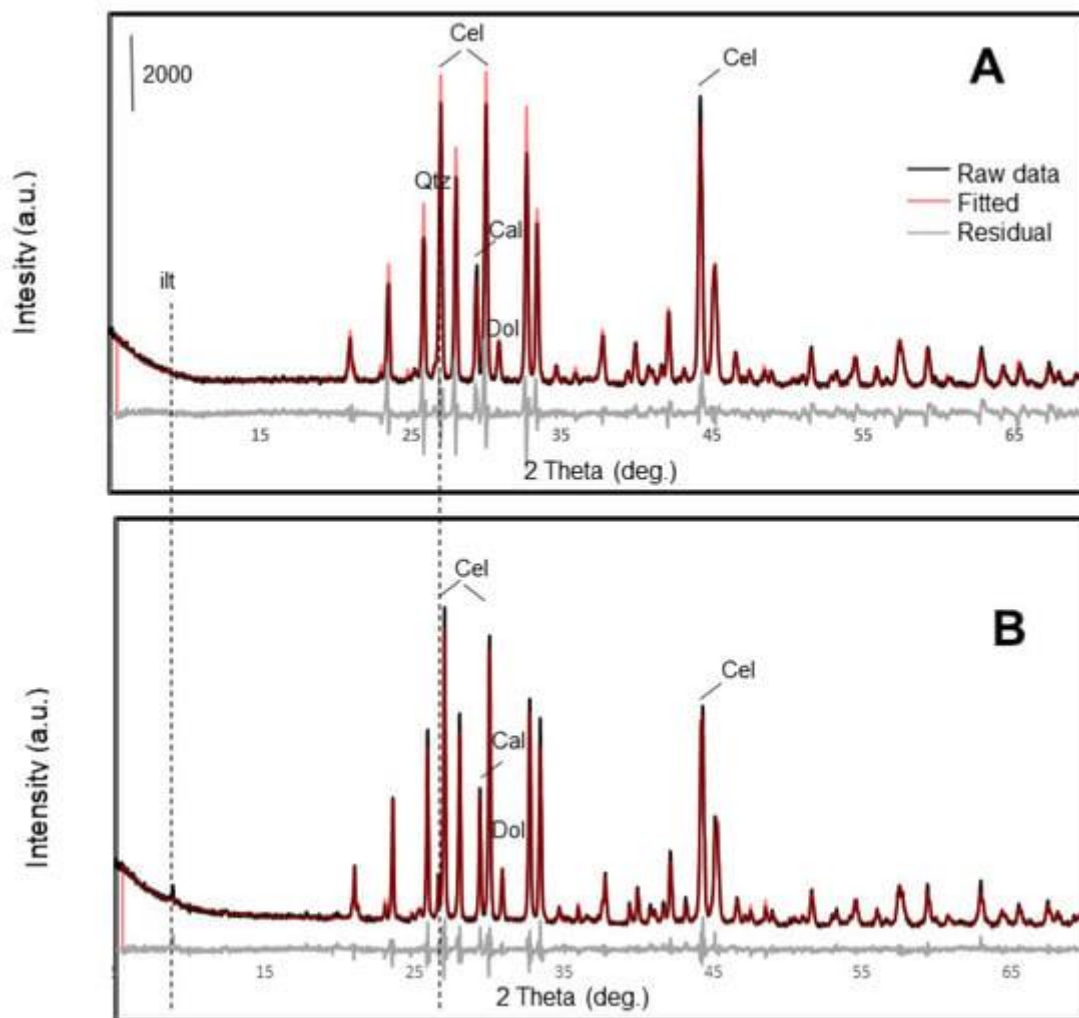 Cel
Cel
A
2000
Raw data
Qtz
Fitted
Cal
Residual
ilt
Dol
Intesity (a.u.)
15 25 35 45 55 65
2 Theta (deg.)
Cel
B
Cel
Cal
Dol
Intensity (a.u.)
15 25 35 45 55 65
2 Theta (deg.)